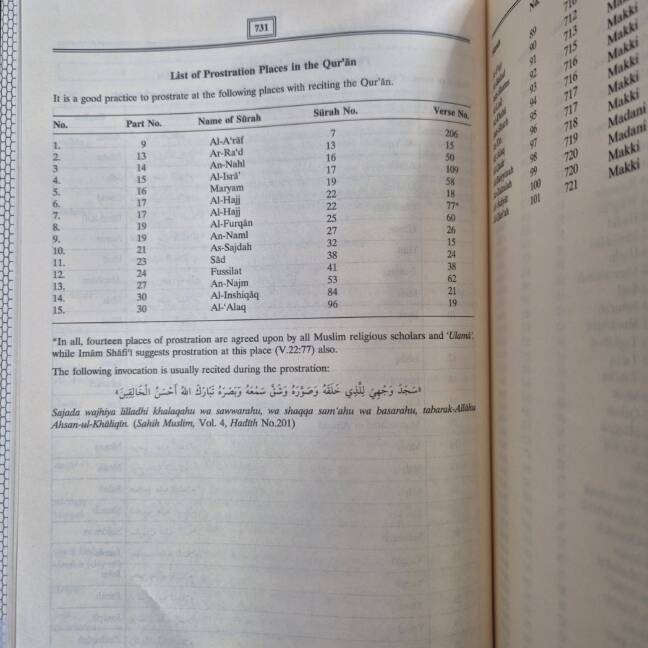 731
List of Prostration Places in the Qur'ān
It is a good practice to prostrate at the following places with reciting the Qur'ān.
No. Part No. Name of Sūrah Sūrah No. Verse No.
1. 9 Al-A'rāf 7 206
2. 13 Ar-Ra'd 13 15
3 14 An-Nahl 16 50
4. 15 Al-Isrā' 17 109
5. 16 Maryam 19 58
6. 17 Al-Hajj 22 18
7. 17 Al-Hajj 22 77*
8. 19 Al-Furqān 25 60
9. 19 An-Naml 27 26
10. 21 As-Sajdah 32 15
11. 23 Sād 38 24
12. 24 Fussilat 41 38
13. 27 An-Najm 53 62
14. 30 Al-Inshiqāq 84 21
15. 30 Al-'Alaq 96 19
*In all, fourteen places of prostration are agreed upon by all Muslim religious scholars and 'Ulamā',
while Imām Shāfi'ī suggests prostration at this place (V.22:77) also.
The following invocation is usually recited during the prostration:
«سَجَدَ وَجْهِيَ لِلَّذِي خَلَقَهُ وَصَوَّرَهُ وَشَقَّ سَمْعَهُ وَبَصَرَهُ تَبَارَكَ اللهُ أَحْسَنُ الْخَالِقِينَ»
Sajada wajhiya lilladhi khalaqahu wa sawwarahu, wa shaqqa sam'ahu wa basarahu, tabaruk-Allāhu
Ahsan-ul-Khāliqīn. (Sahih Muslim, Vol. 4, Hadīth No.201)
No.
89 712 Makki
90 713 Makki
91 715 Makki
92 716 Makki
93 716 Makki
94 717 Makki
95 717 Makki
96 718 Madani
97 719 Madani
98 720 Makki
99 720 Makki
100 721
101